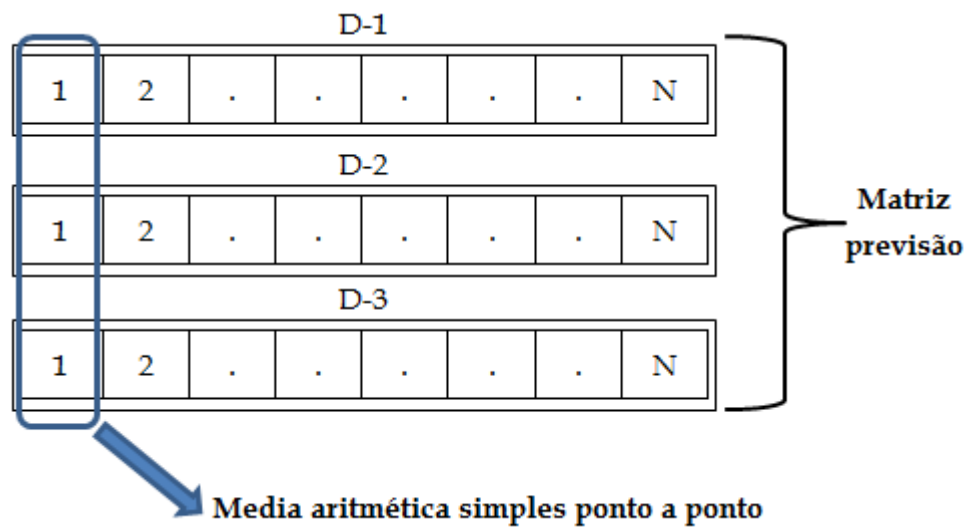 D-1
1 2 . . . . . N
D-2
1 2 . . . . . N
D-3
1 2 . . . . . N
Matriz
previsão
Media aritmética simples ponto a ponto